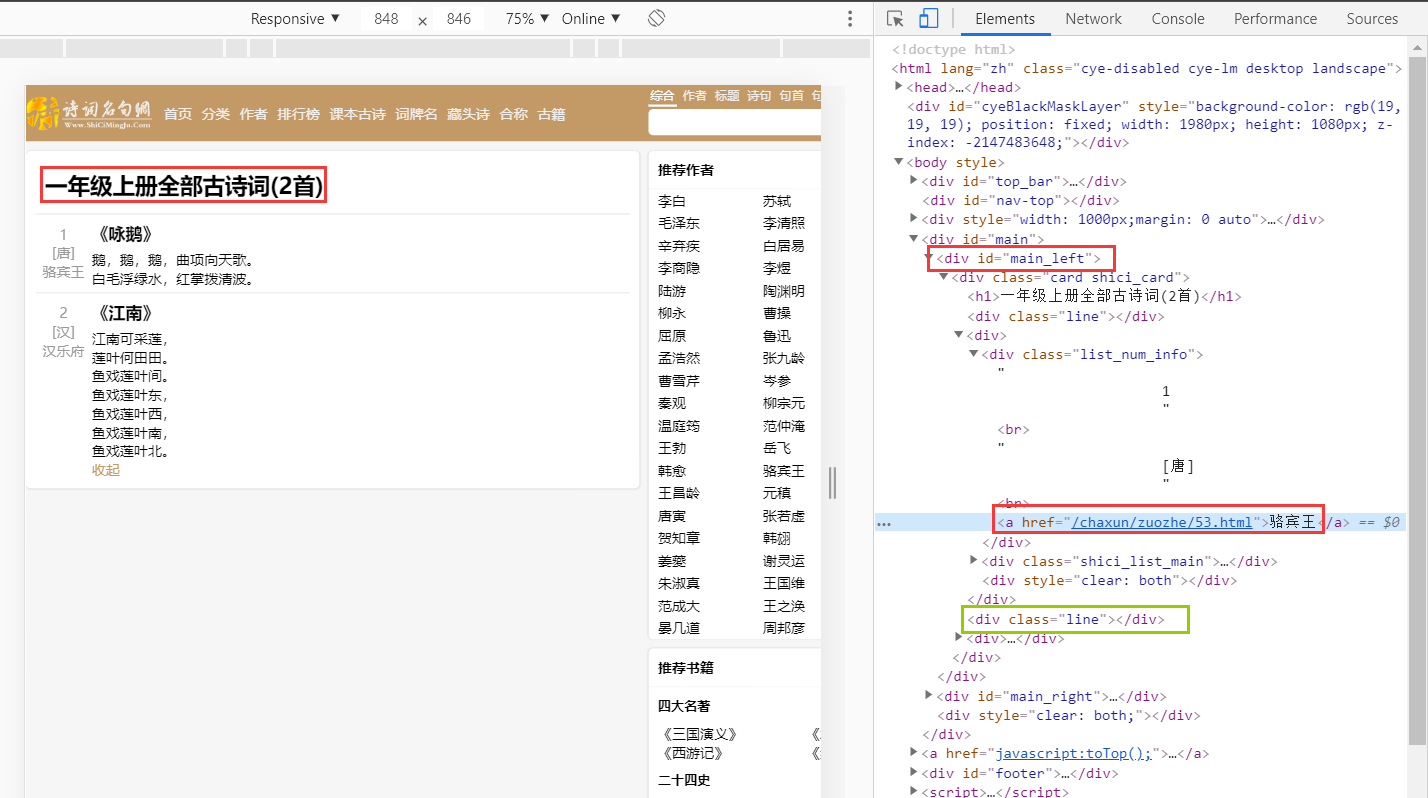 Responsive ▼ 848 × 846 75% ▼ Online ▼
诗词名句網
www.ShiCiMingJu.Com
首页 分类 作者 排行榜 课本古诗 词牌名 藏头诗 合称 古籍
综合 作者 标题 诗句 句首
一年级上册全部古诗词(2首)
1
[唐]
骆宾王
《咏鹅》
鹅，鹅，鹅，曲项向天歌。
白毛浮绿水，红掌拨清波。
2
[汉]
汉乐府
《江南》
江南可采莲，
莲叶何田田。
鱼戏莲叶间。
鱼戏莲叶东，
鱼戏莲叶西，
鱼戏莲叶南，
鱼戏莲叶北。
收起
推荐作者
李白 苏轼
毛泽东 李清照
辛弃疾 白居易
李商隐 李煜
陆游 陶渊明
柳永 曹操
屈原 鲁迅
孟浩然 张九龄
曹雪芹 岑参
秦观 柳宗元
温庭筠 范仲淹
王勃 岳飞
韩愈 骆宾王
王昌龄 元稹
唐寅 张若虚
贺知章 韩翃
姜夔 谢灵运
朱淑真 王国维
范成大 王之涣
晏几道 周邦彦
推荐书籍
四大名著
《三国演义》
《西游记》
二十四史
Elements Network Console Performance Sources
<!doctype html>
<html lang="zh" class="cye-disabled cye-lm desktop landscape">
<head>…</head>
<div id="cyeBlackMaskLayer" style="background-color: rgb(19,
19, 19); position: fixed; width: 1980px; height: 1080px; z-
index: -2147483648;"></div>
<body style>
<div id="top_bar">…</div>
<div id="nav-top"></div>
<div style="width: 1000px;margin: 0 auto">…</div>
<div id="main">
<div id="main_left">
<div class="card shici_card">
<h1>一年级上册全部古诗词(2首)</h1>
<div class="line"></div>
<div>
<div class="list_num_info">
"
1
"
<br>
"
[唐]
"
<br>
… <a href="/chaxun/zuozhe/53.html">骆宾王</a> == $0
</div>
<div class="shici_list_main">…</div>
<div style="clear: both"></div>
</div>
<div class="line"></div>
<div>…</div>
</div>
</div>
<div id="main_right">…</div>
<div style="clear: both;"></div>
</div>
<a href="javascript:toTop();">…</a>
<div id="footer">…</div>
<script>…</script>